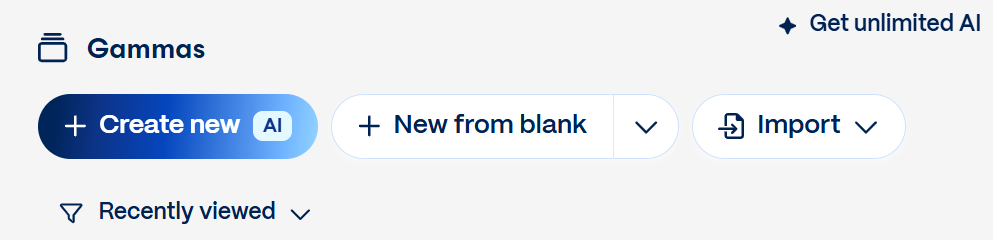 Get unlimited AI
Gammas
Create new AI New from blank Import
Recently viewed